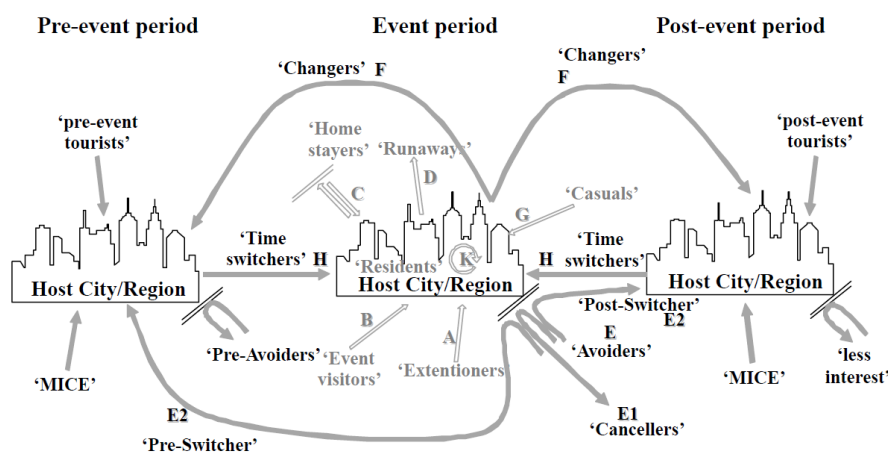 Pre-event period
Event period
Post-event period
‘Changers’ F
‘Changers’
F
‘pre-event
tourists’
‘Home
stayers’
‘Runaways’
‘post-event
tourists’
C
D
‘Casuals’
G
‘Time
switchers’ H
‘Residents’
K
H
‘Time
switchers’
Host City/Region
Host City/Region
Host City/Region
‘Post-Switcher’
E2
B
A
E
‘Pre-Avoiders’
‘Event
visitors’
‘Extentioners’
‘Avoiders’
‘less
interest’
‘MICE’
‘MICE’
E2
‘Pre-Switcher’
E1
‘Cancellers’